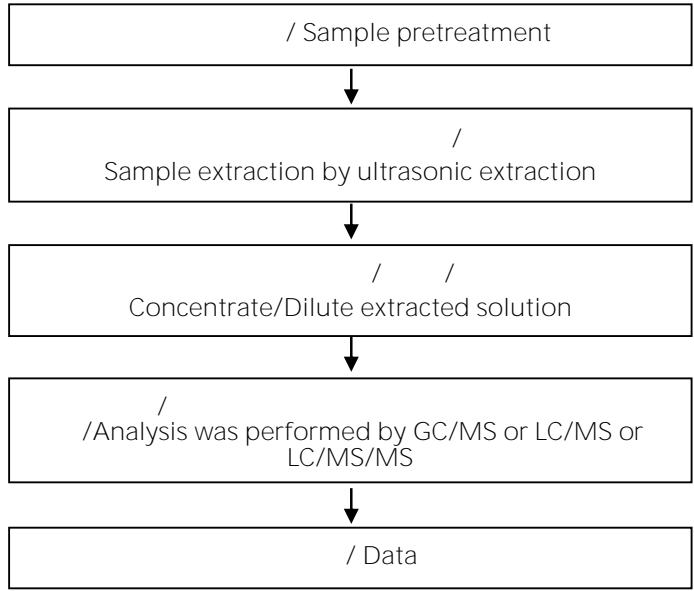 / Sample pretreatment
/
Sample extraction by ultrasonic extraction
/ /
Concentrate/Dilute extracted solution
/
/Analysis was performed by GC/MS or LC/MS or
LC/MS/MS
/ Data